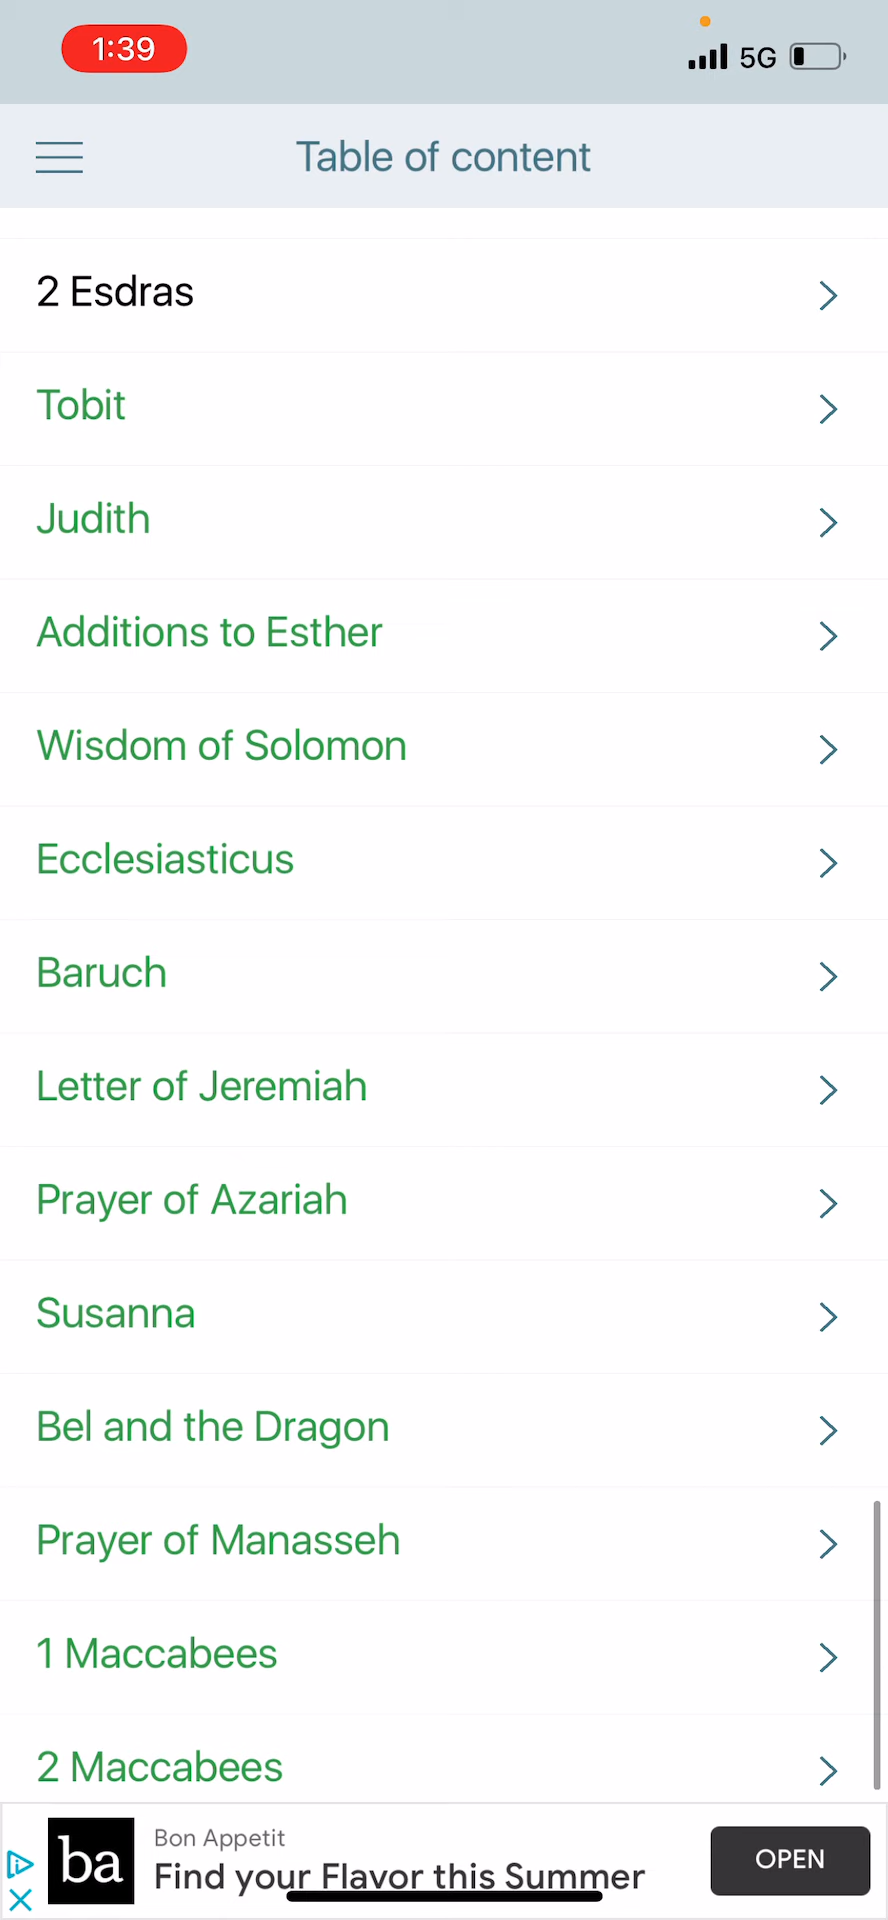 1:39
5G
Table of content
2 Esdras
Tobit
Judith
Additions to Esther
Wisdom of Solomon
Ecclesiasticus
Baruch
Letter of Jeremiah
Prayer of Azariah
Susanna
Bel and the Dragon
Prayer of Manasseh
1 Maccabees
2 Maccabees
ba
Bon Appetit
Find your Flavor this Summer
OPEN